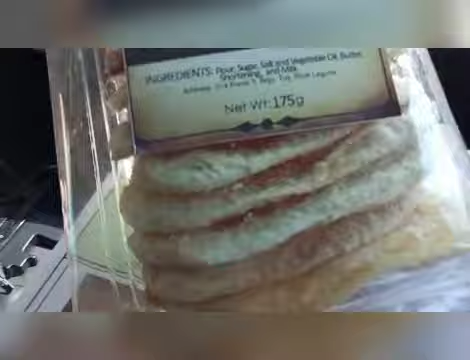 INGREDIENTS: Flour, Sugar, Salt and Vegetable Oil, Butter,
Shortening, and Milk.
Net Wt: 175g